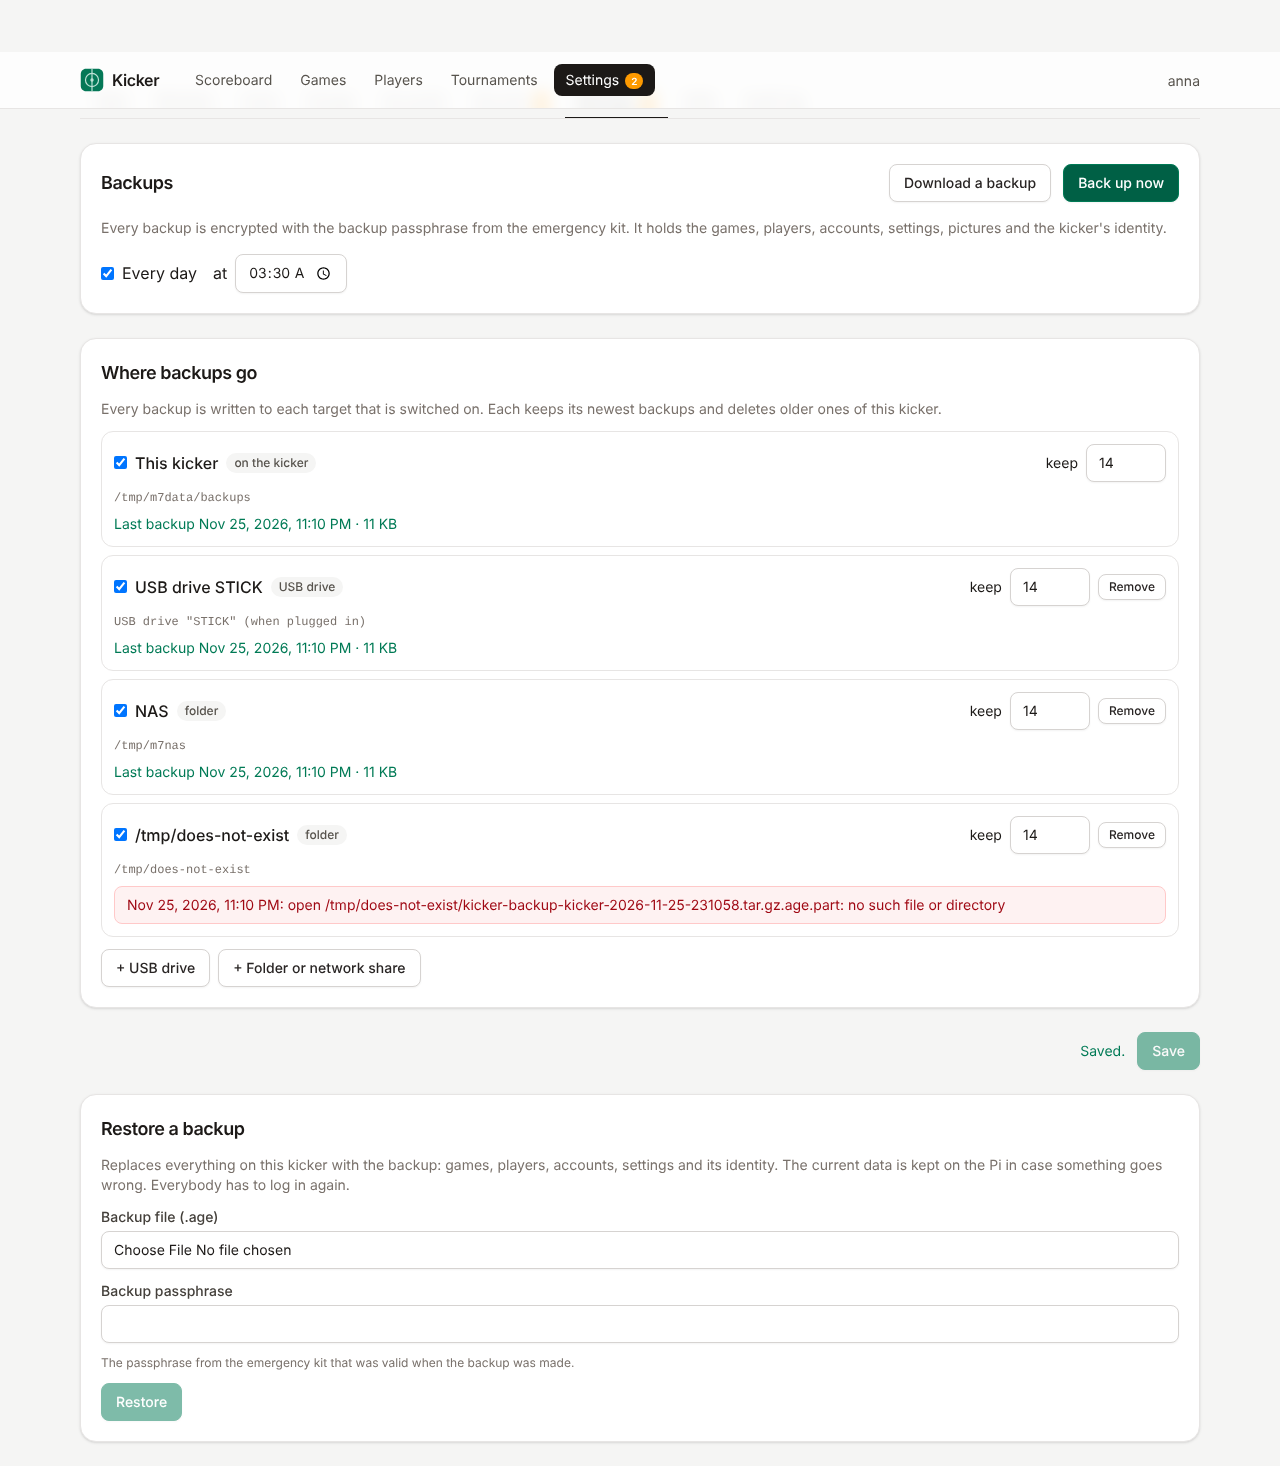 Kicker Scoreboard Games Players Tournaments Settings 2 anna
Backups Download a backup Back up now
Every backup is encrypted with the backup passphrase from the emergency kit. It holds the games, players, accounts, settings, pictures and the kicker's identity.
Every day at 03:30 A
Where backups go
Every backup is written to each target that is switched on. Each keeps its newest backups and deletes older ones of this kicker.
This kicker on the kicker keep 14
/tmp/m7data/backups
Last backup Nov 25, 2026, 11:10 PM · 11 KB
USB drive STICK USB drive keep 14 Remove
USB drive "STICK" (when plugged in)
Last backup Nov 25, 2026, 11:10 PM · 11 KB
NAS folder keep 14 Remove
/tmp/m7nas
Last backup Nov 25, 2026, 11:10 PM · 11 KB
/tmp/does-not-exist folder keep 14 Remove
/tmp/does-not-exist
Nov 25, 2026, 11:10 PM: open /tmp/does-not-exist/kicker-backup-kicker-2026-11-25-231058.tar.gz.age.part: no such file or directory
+ USB drive + Folder or network share
Saved. Save
Restore a backup
Replaces everything on this kicker with the backup: games, players, accounts, settings and its identity. The current data is kept on the Pi in case something goes
wrong. Everybody has to log in again.
Backup file (.age)
Choose File No file chosen
Backup passphrase
The passphrase from the emergency kit that was valid when the backup was made.
Restore